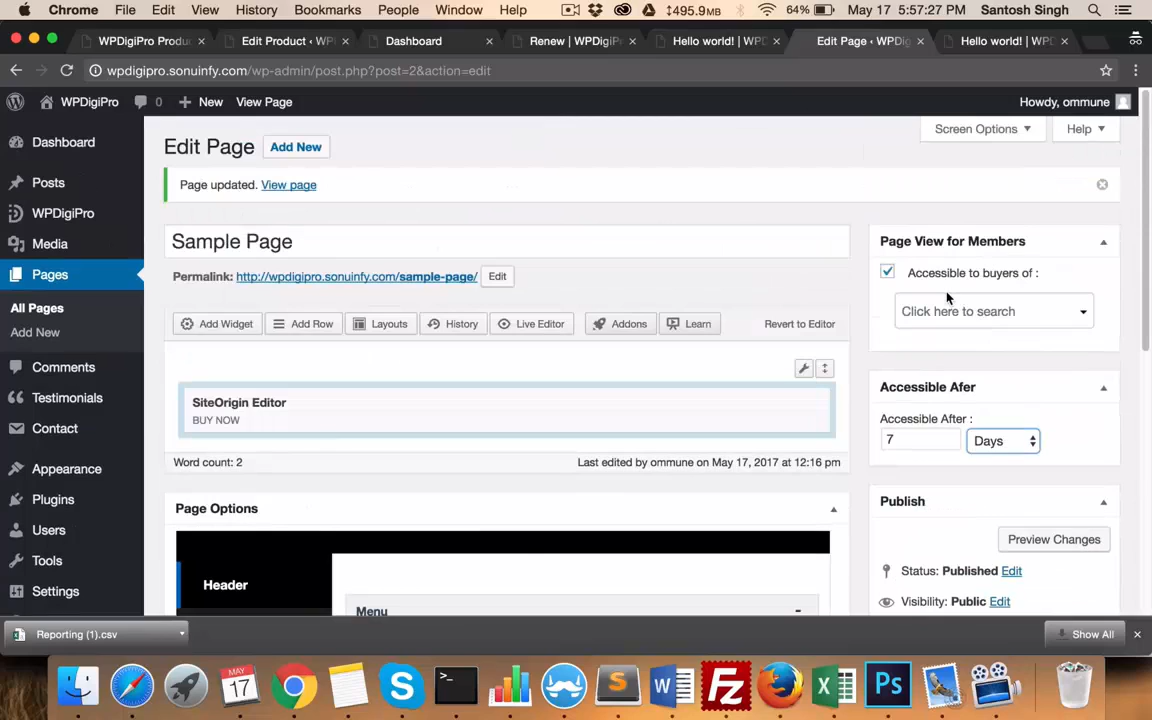 Chrome File Edit View History Bookmarks People Window Help 495.9MB 64% May 17 5:57:27 PM Santosh Singh
WPDigiPro Produ Edit Product ‹ WP Dashboard Renew | WPDigiP Hello world! | WPD Edit Page ‹ WPDig Hello world! | WPD
wpdigipro.sonuinfy.com/wp-admin/post.php?post=2&action=edit
WPDigiPro 0 New View Page Howdy, ommune
Screen Options Help
Edit Page Add New
Page updated. View page
Dashboard
Posts
WPDigiPro
Media
Pages
All Pages
Add New
Comments
Testimonials
Contact
Appearance
Plugins
Users
Tools
Settings
Sample Page
Permalink: http://wpdigipro.sonuinfy.com/sample-page/ Edit
Add Widget Add Row Layouts History Live Editor Addons Learn Revert to Editor
SiteOrigin Editor
BUY NOW
Word count: 2 Last edited by ommune on May 17, 2017 at 12:16 pm
Page Options
Header
Menu
-
Page View for Members
Accessible to buyers of :
Click here to search
Accessible Afer
Accessible After :
7 Days
Publish
Preview Changes
Status: Published Edit
Visibility: Public Edit
Reporting (1).csv Show All
MAY
17